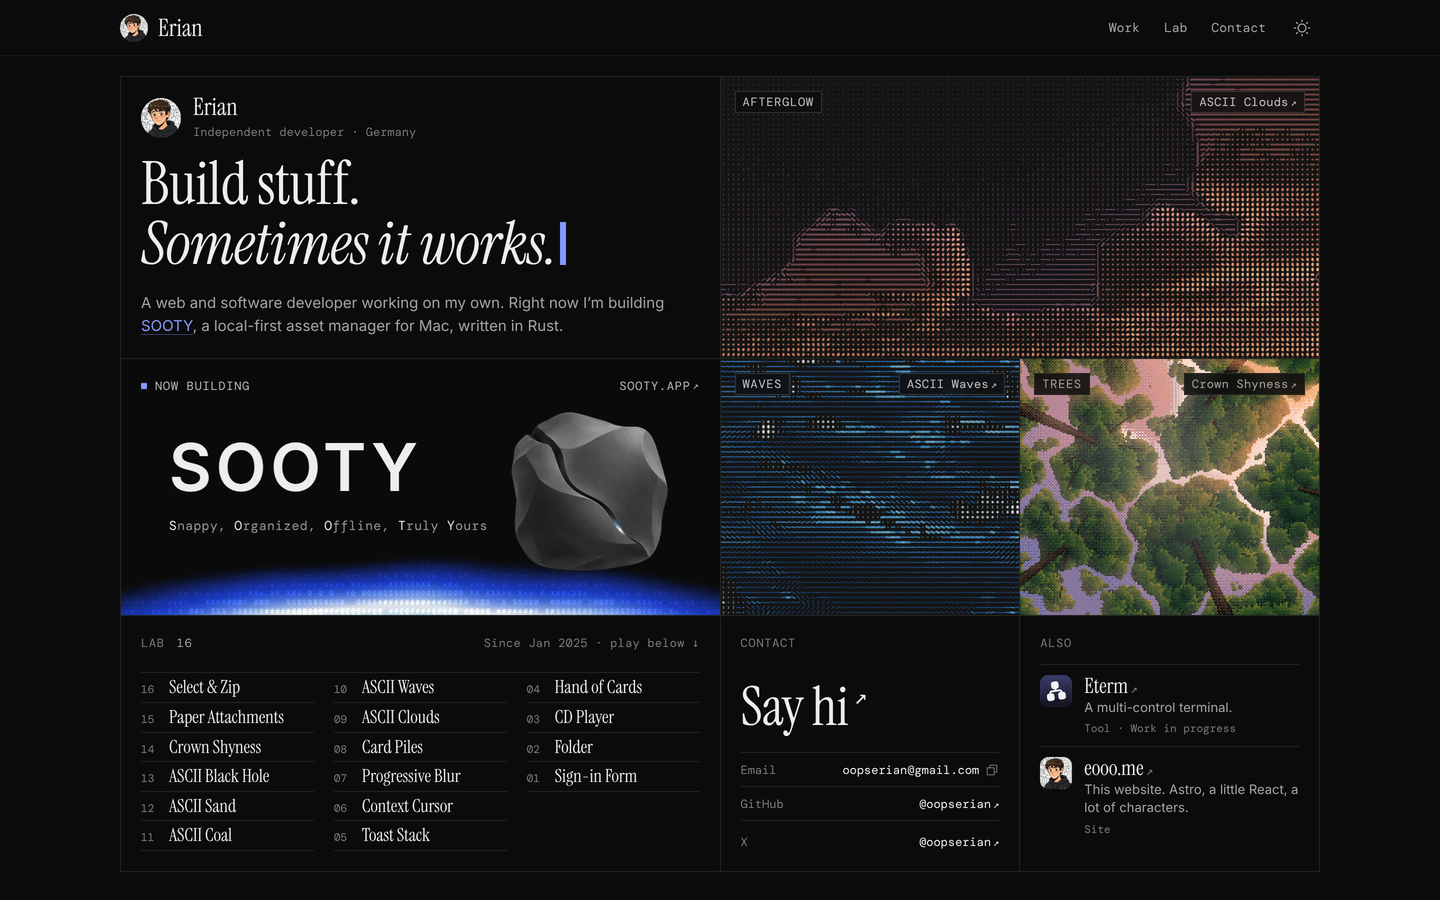 Erian
Work
Lab
Contact
Erian
Independent developer · Germany
Build stuff.
Sometimes it works.
A web and software developer working on my own. Right now I’m building
SOOTY, a local-first asset manager for Mac, written in Rust.
AFTERGLOW
ASCII Clouds↗
NOW BUILDING
SOOTY.APP↗
SOOTY
Snappy, Organized, Offline, Truly Yours
WAVES
ASCII Waves↗
TREES
Crown Shyness↗
LAB 16
Since Jan 2025 · play below ↓
16 Select & Zip
15 Paper Attachments
14 Crown Shyness
13 ASCII Black Hole
12 ASCII Sand
11 ASCII Coal
10 ASCII Waves
09 ASCII Clouds
08 Card Piles
07 Progressive Blur
06 Context Cursor
05 Toast Stack
04 Hand of Cards
03 CD Player
02 Folder
01 Sign-in Form
CONTACT
Say hi↗
Email oopserian@gmail.com
GitHub @oopserian↗
X @oopserian↗
ALSO
Eterm↗
A multi-control terminal.
Tool · Work in progress
eooo.me↗
This website. Astro, a little React, a
lot of characters.
Site